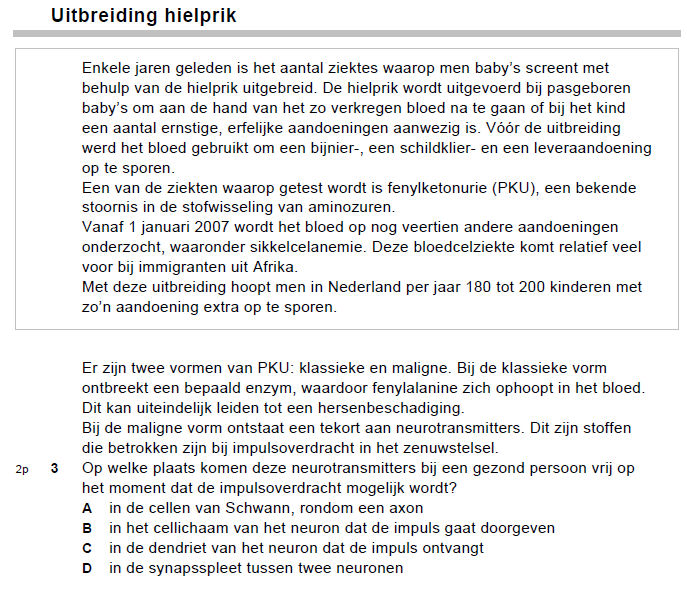 Uitbreiding hielprik
Enkele jaren geleden is het aantal ziektes waarop men baby's screent met
behulp van de hielprik uitgebreid. De hielprik wordt uitgevoerd bij pasgeboren
baby's om aan de hand van het zo verkregen bloed na te gaan of bij het kind
een aantal ernstige, erfelijke aandoeningen aanwezig is. Vóór de uitbreiding
werd het bloed gebruikt om een bijnier-, een schildklier- en een leveraandoening
op te sporen.
Een van de ziekten waarop getest wordt is fenylketonurie (PKU), een bekende
stoornis in de stofwisseling van aminozuren.
Vanaf 1 januari 2007 wordt het bloed op nog veertien andere aandoeningen
onderzocht, waaronder sikkelcelanemie. Deze bloedcelziekte komt relatief veel
voor bij immigranten uit Afrika.
Met deze uitbreiding hoopt men in Nederland per jaar 180 tot 200 kinderen met
zo'n aandoening extra op te sporen.
Er zijn twee vormen van PKU: klassieke en maligne. Bij de klassieke vorm
ontbreekt een bepaald enzym, waardoor fenylalanine zich ophoopt in het bloed.
Dit kan uiteindelijk leiden tot een hersenbeschadiging.
Bij de maligne vorm ontstaat een tekort aan neurotransmitters. Dit zijn stoffen
die betrokken zijn bij impulsoverdracht in het zenuwstelsel.
2p 3 Op welke plaats komen deze neurotransmitters bij een gezond persoon vrij op
het moment dat de impulsoverdracht mogelijk wordt?
A in de cellen van Schwann, rondom een axon
B in het cellichaam van het neuron dat de impuls gaat doorgeven
C in de dendriet van het neuron dat de impuls ontvangt
D in de synapsspleet tussen twee neuronen